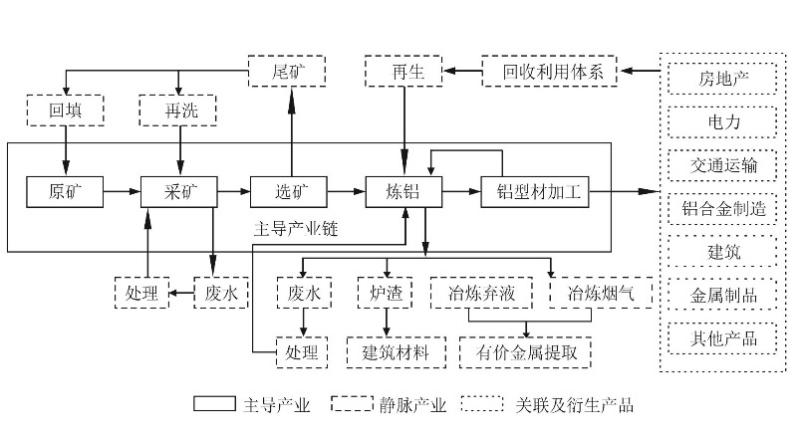 尾矿
再生
回收利用体系
房地产
回填
再洗
电力
交通运输
原矿
采矿
选矿
炼铝
铝型材加工
铝合金制造
主导产业链
建筑
处理
废水
废水
炉渣
冶炼弃液
冶炼烟气
金属制品
处理
建筑材料
有价金属提取
其他产品
主导产业
静脉产业
关联及衍生产品